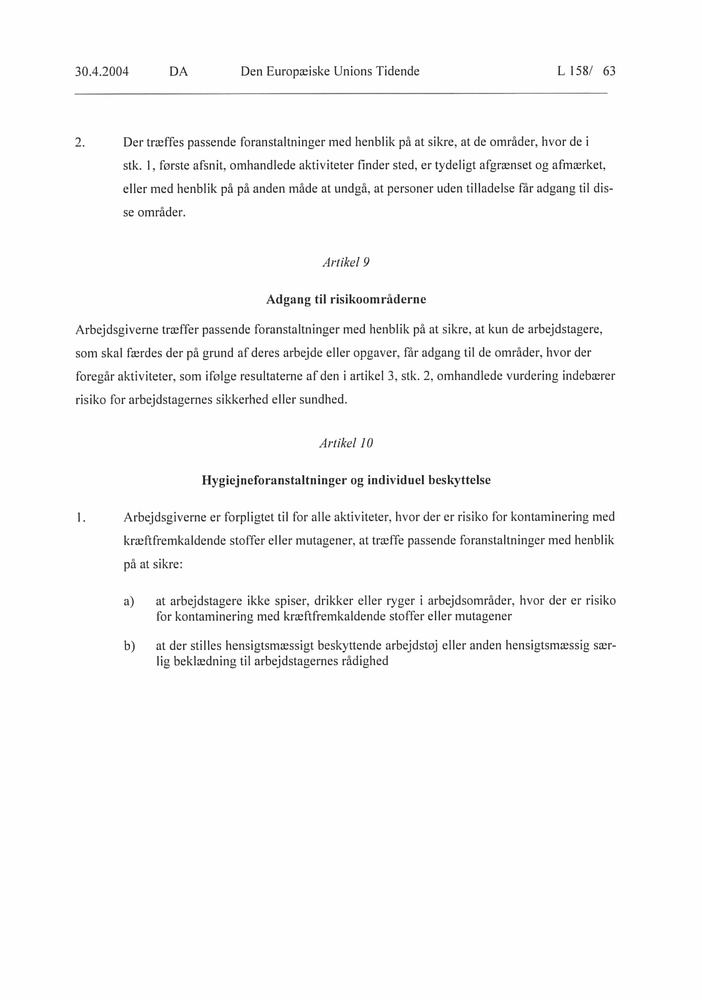 30.4.2004 DA Den Europæiske Unions Tidende L 158/ 63
2. Der træffes passende foranstaltninger med henblik på at sikre, at de områder, hvor de i
stk. 1, første afsnit, omhandlede aktiviteter finder sted, er tydeligt afgrænset og afmærket,
eller med henblik på på anden måde at undgå, at personer uden tilladelse får adgang til dis-
se områder.
Artikel 9
Adgang til risikoområderne
Arbejdsgiverne træffer passende foranstaltninger med henblik på at sikre, at kun de arbejdstagere,
som skal færdes der på grund af deres arbejde eller opgaver, får adgang til de områder, hvor der
foregår aktiviteter, som ifølge resultaterne af den i artikel 3, stk. 2, omhandlede vurdering indebærer
risiko for arbejdstagernes sikkerhed eller sundhed.
Artikel 10
Hygiejneforanstaltninger og individuel beskyttelse
1. Arbejdsgiverne er forpligtet til for alle aktiviteter, hvor der er risiko for kontaminering med
kræftfremkaldende stoffer eller mutagener, at træffe passende foranstaltninger med henblik
på at sikre:
a) at arbejdstagere ikke spiser, drikker eller ryger i arbejdsområder, hvor der er risiko
for kontaminering med kræftfremkaldende stoffer eller mutagener
b) at der stilles hensigtsmæssigt beskyttende arbejdstøj eller anden hensigtsmæssig sær-
lig beklædning til arbejdstagernes rådighed